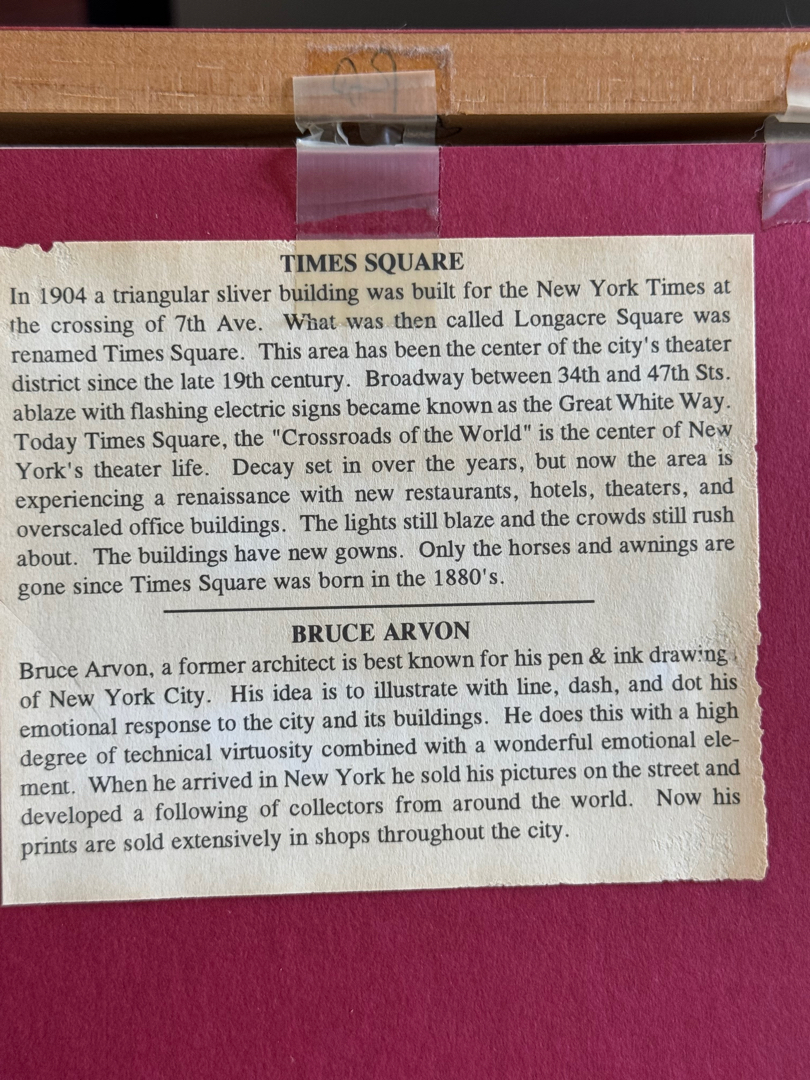 TIMES SQUARE
In 1904 a triangular sliver building was built for the New York Times at
the crossing of 7th Ave. What was then called Longacre Square was
renamed Times Square. This area has been the center of the city's theater
district since the late 19th century. Broadway between 34th and 47th Sts.
ablaze with flashing electric signs became known as the Great White Way.
Today Times Square, the "Crossroads of the World" is the center of New
York's theater life. Decay set in over the years, but now the area is
experiencing a renaissance with new restaurants, hotels, theaters, and
overscaled office buildings. The lights still blaze and the crowds still rush
about. The buildings have new gowns. Only the horses and awnings are
gone since Times Square was born in the 1880's.
BRUCE ARVON
Bruce Arvon, a former architect is best known for his pen & ink drawing
of New York City. His idea is to illustrate with line, dash, and dot his
emotional response to the city and its buildings. He does this with a high
degree of technical virtuosity combined with a wonderful emotional ele-
ment. When he arrived in New York he sold his pictures on the street and
developed a following of collectors from around the world. Now his
prints are sold extensively in shops throughout the city.